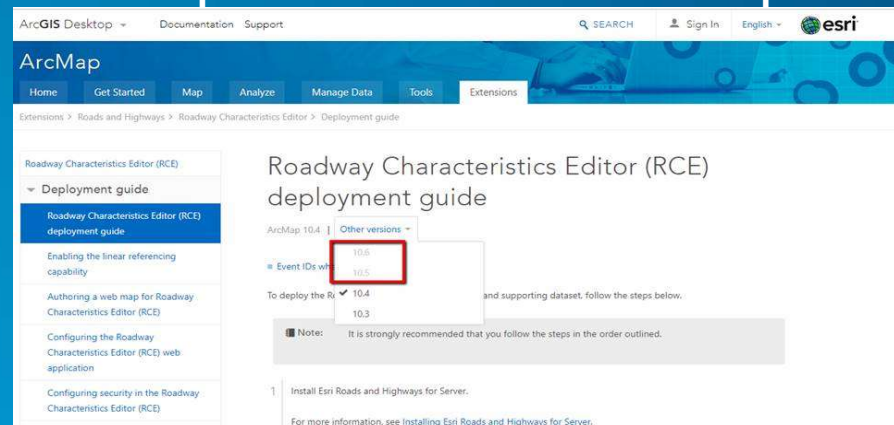 ArcGIS Desktop Documentation Support SEARCH Sign In English esri
ArcMap
Home Get Started Map Analyze Manage Data Tools Extensions
Extensions > Roads and Highways > Roadway Characteristics Editor > Deployment guide
Roadway Characteristics Editor (RCE)
Deployment guide
Roadway Characteristics Editor (RCE)
deployment guide
Enabling the linear referencing
capability
Authoring a web map for Roadway
Characteristics Editor (RCE)
Configuring the Roadway
Characteristics Editor (RCE) web
application
Configuring security in the Roadway
Characteristics Editor (RCE)
Roadway Characteristics Editor (RCE)
deployment guide
ArcMap 10.4 | Other versions
10.6
10.5
10.4
10.3
Event IDs
To deploy the and supporting dataset, follow the steps below.
Note: It is strongly recommended that you follow the steps in the order outlined.
1 Install Esri Roads and Highways for Server.
For more information, see Installing Esri Roads and Highways for Server.